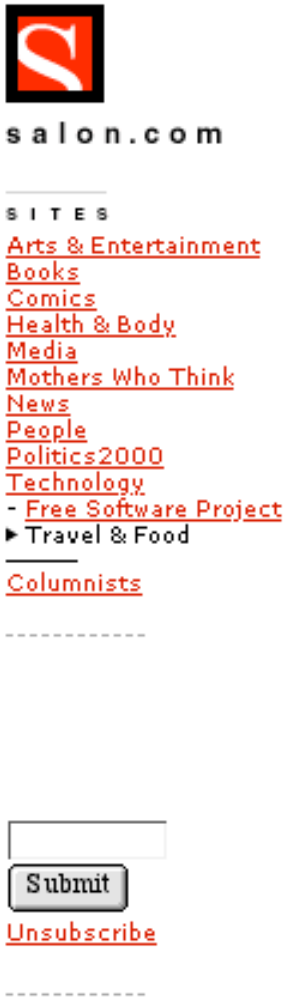 S
salon.com
SITES
Arts & Entertainment
Books
Comics
Health & Body
Media
Mothers Who Think
News
People
Politics2000
Technology
- Free Software Project
Travel & Food
Columnists
Submit
Unsubscribe